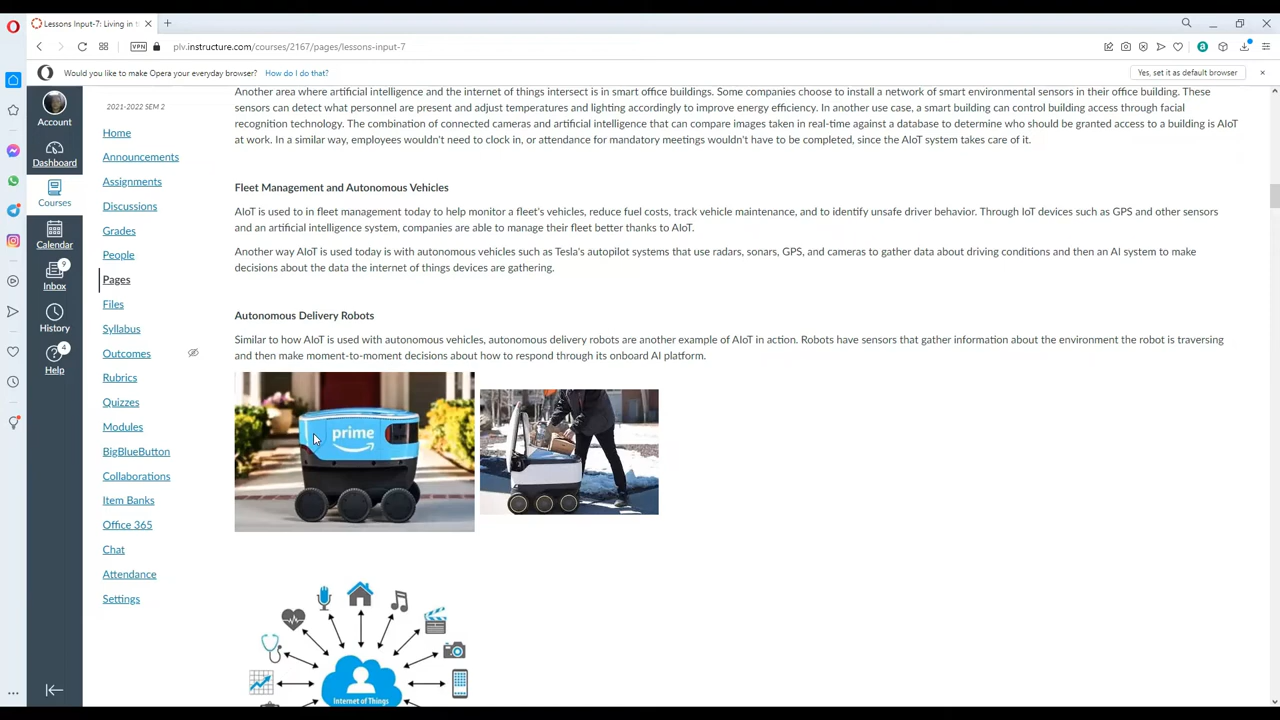 Lessons Input-7: Living in t
VPN plv.instructure.com/courses/2167/pages/lessons-input-7
Would you like to make Opera your everyday browser? How do I do that? Yes, set it as default browser
Account
Dashboard
Courses
Calendar
9
Inbox
History
4
Help
2021-2022 SEM 2
Home
Announcements
Assignments
Discussions
Grades
People
Pages
Files
Syllabus
Outcomes
Rubrics
Quizzes
Modules
BigBlueButton
Collaborations
Item Banks
Office 365
Chat
Attendance
Settings
Another area where artificial intelligence and the internet of things intersect is in smart office buildings. Some companies choose to install a network of smart environmental sensors in their office building. These
sensors can detect what personnel are present and adjust temperatures and lighting accordingly to improve energy efficiency. In another use case, a smart building can control building access through facial
recognition technology. The combination of connected cameras and artificial intelligence that can compare images taken in real-time against a database to determine who should be granted access to a building is AIoT
at work. In a similar way, employees wouldn't need to clock in, or attendance for mandatory meetings wouldn't have to be completed, since the AIoT system takes care of it.
Fleet Management and Autonomous Vehicles
AIoT is used to in fleet management today to help monitor a fleet's vehicles, reduce fuel costs, track vehicle maintenance, and to identify unsafe driver behavior. Through IoT devices such as GPS and other sensors
and an artificial intelligence system, companies are able to manage their fleet better thanks to AIoT.
Another way AIoT is used today is with autonomous vehicles such as Tesla's autopilot systems that use radars, sonars, GPS, and cameras to gather data about driving conditions and then an AI system to make
decisions about the data the internet of things devices are gathering.
Autonomous Delivery Robots
Similar to how AIoT is used with autonomous vehicles, autonomous delivery robots are another example of AIoT in action. Robots have sensors that gather information about the environment the robot is traversing
and then make moment-to-moment decisions about how to respond through its onboard AI platform.
prime
Internet of Things